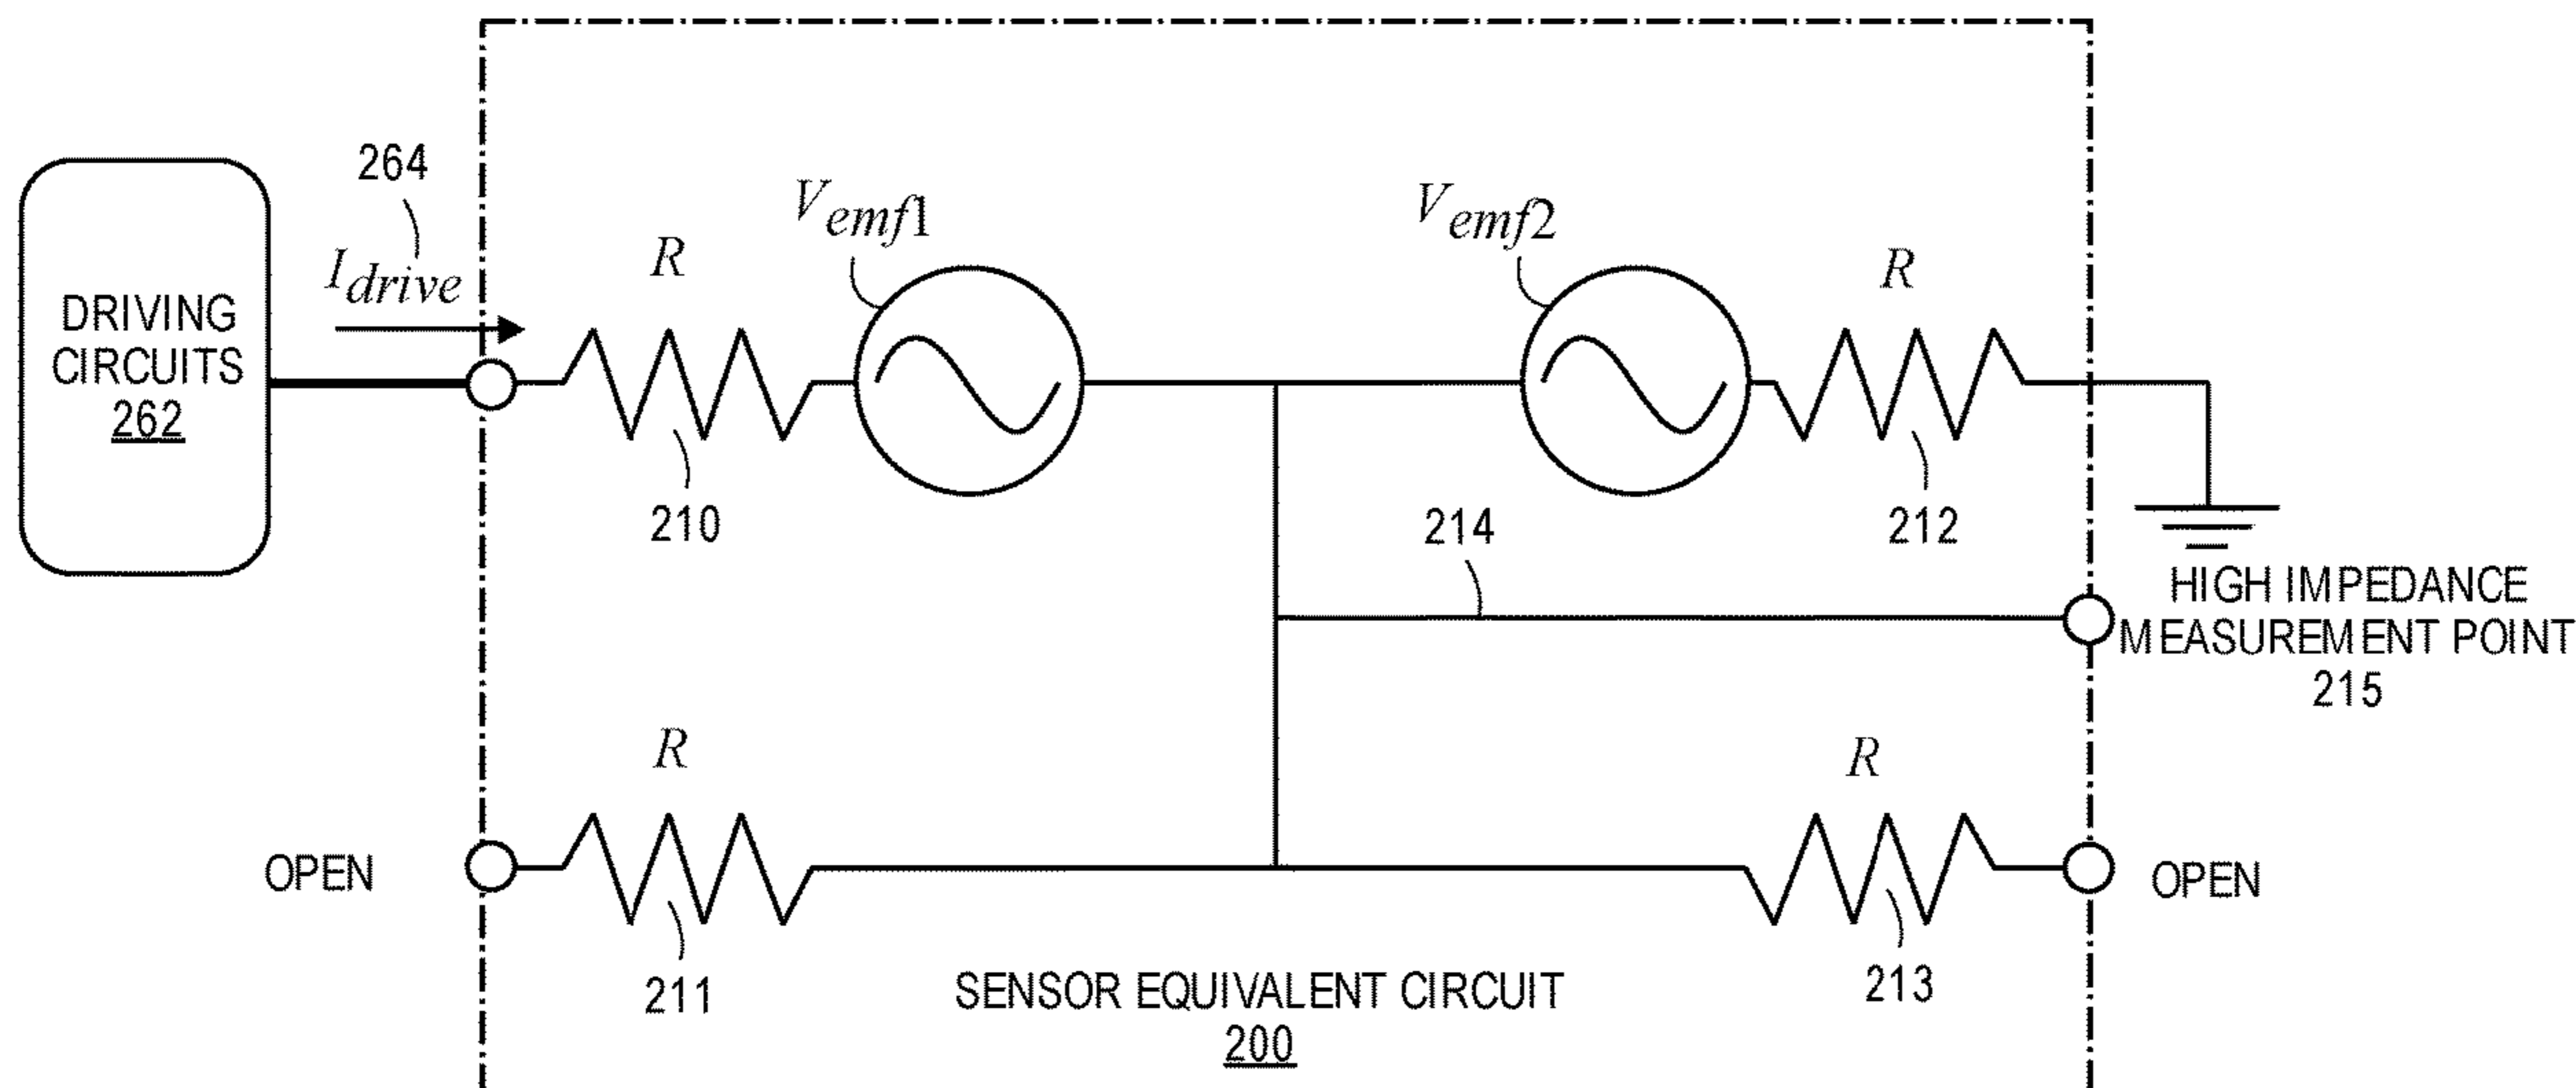 264
I_drive
DRIVING
CIRCUITS
262
R
V_emf1
V_emf2
R
210
212
214
HIGH IMPEDANCE
MEASUREMENT POINT
215
R
R
OPEN
OPEN
211
213
SENSOR EQUIVALENT CIRCUIT
200